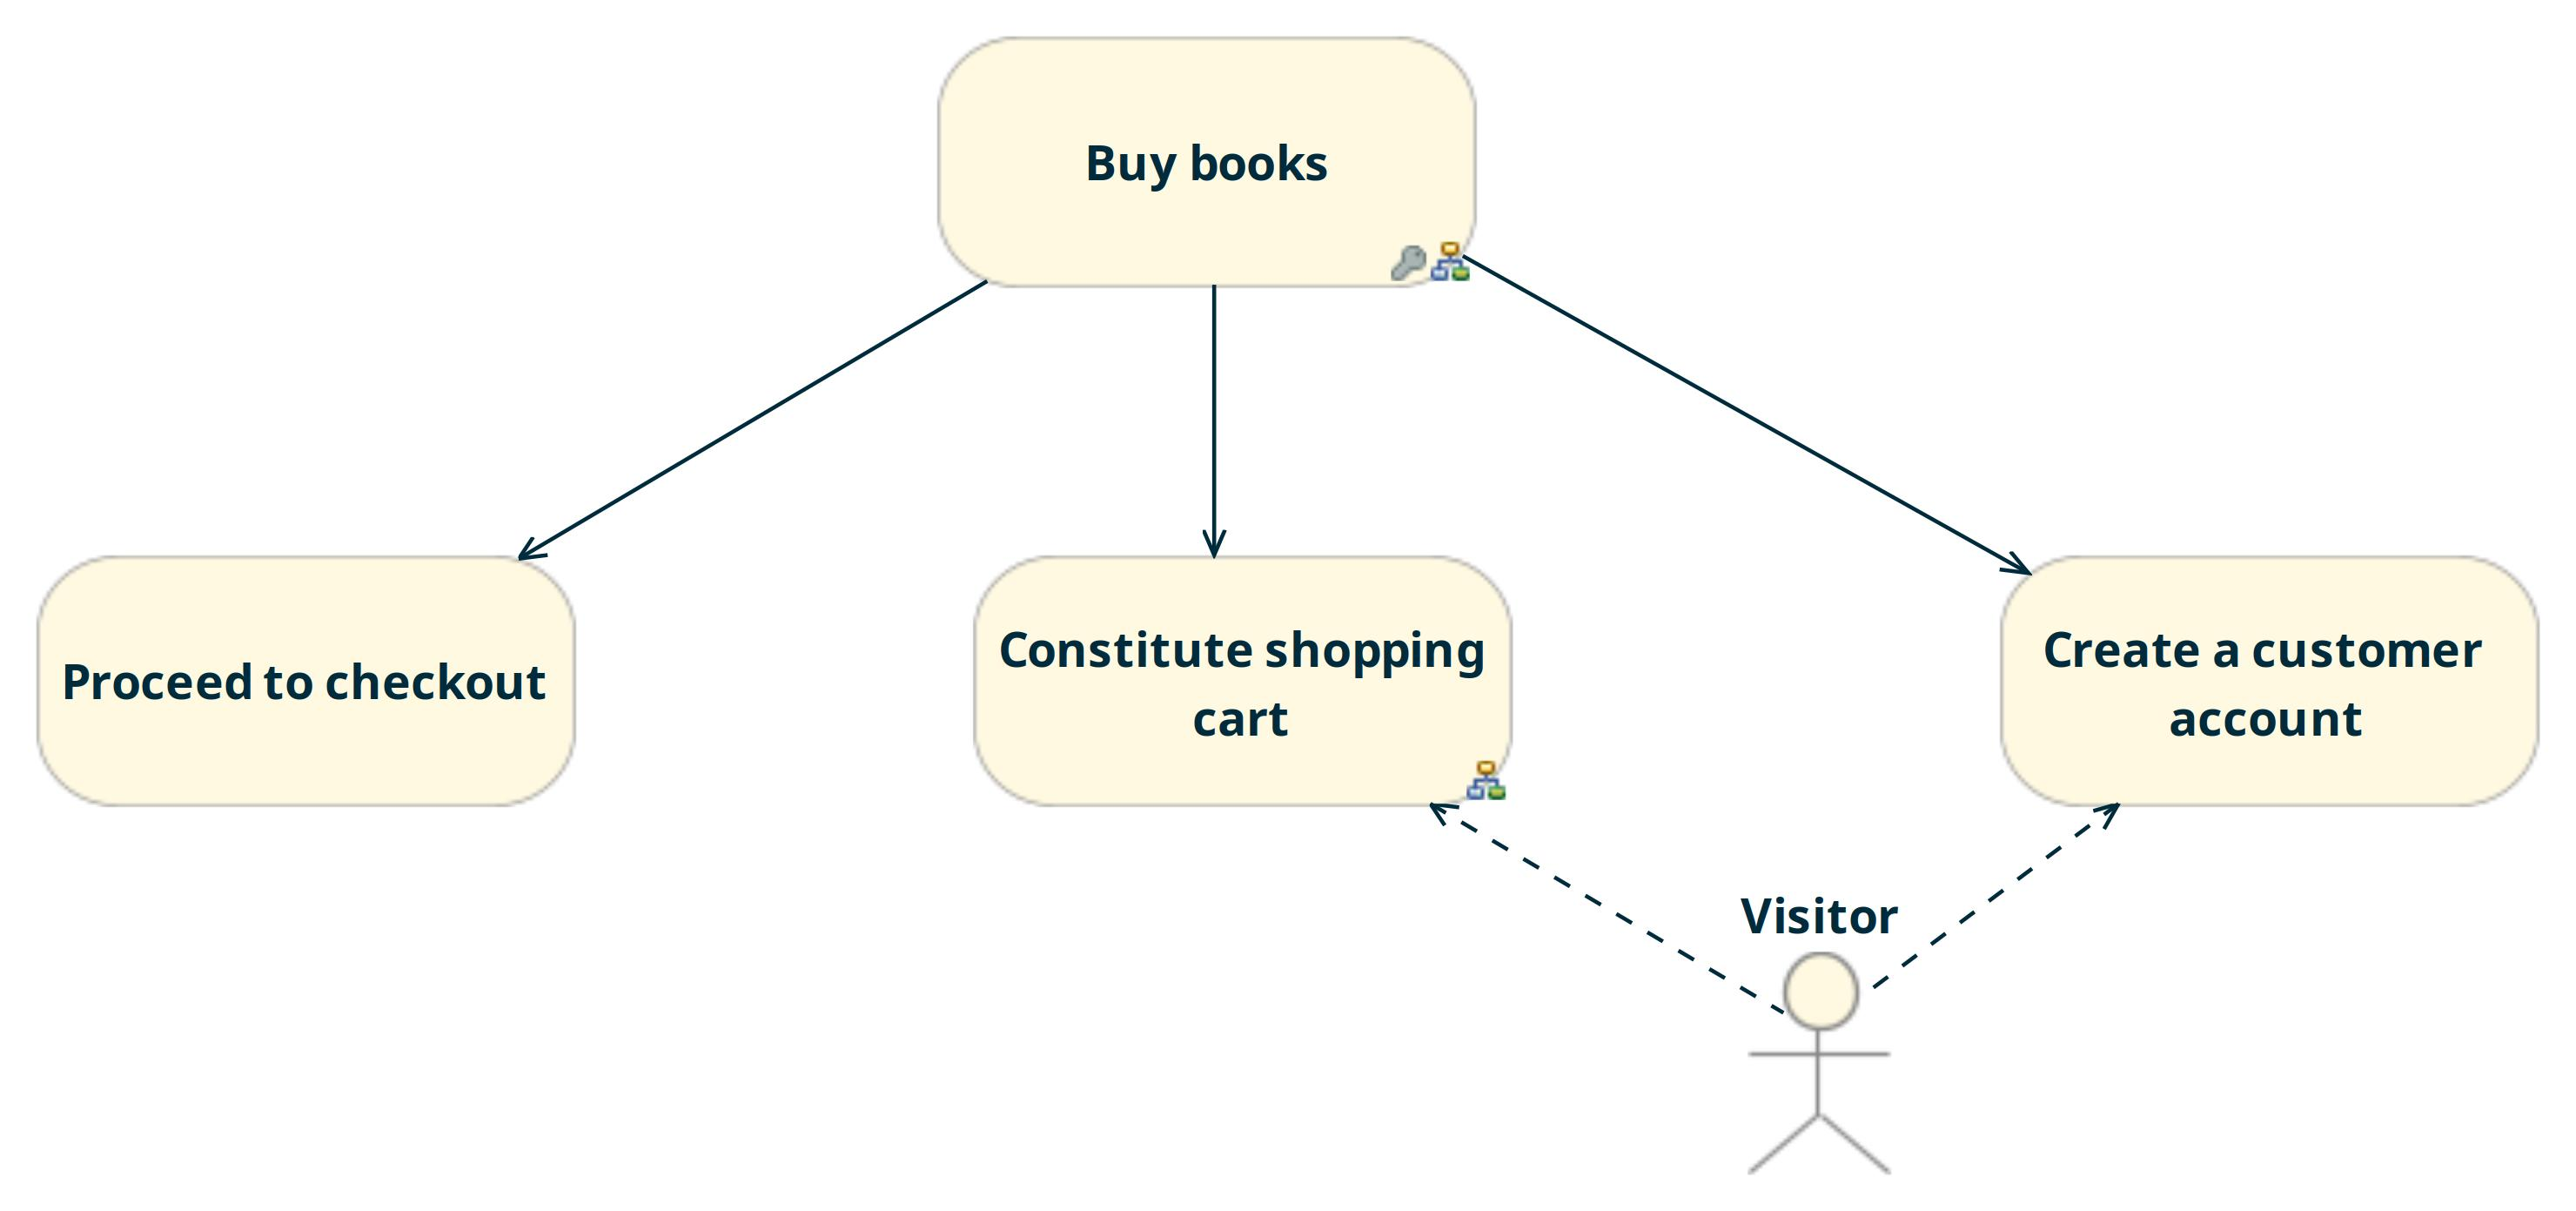 Buy books
Proceed to checkout
Constitute shopping
cart
Create a customer
account
Visitor